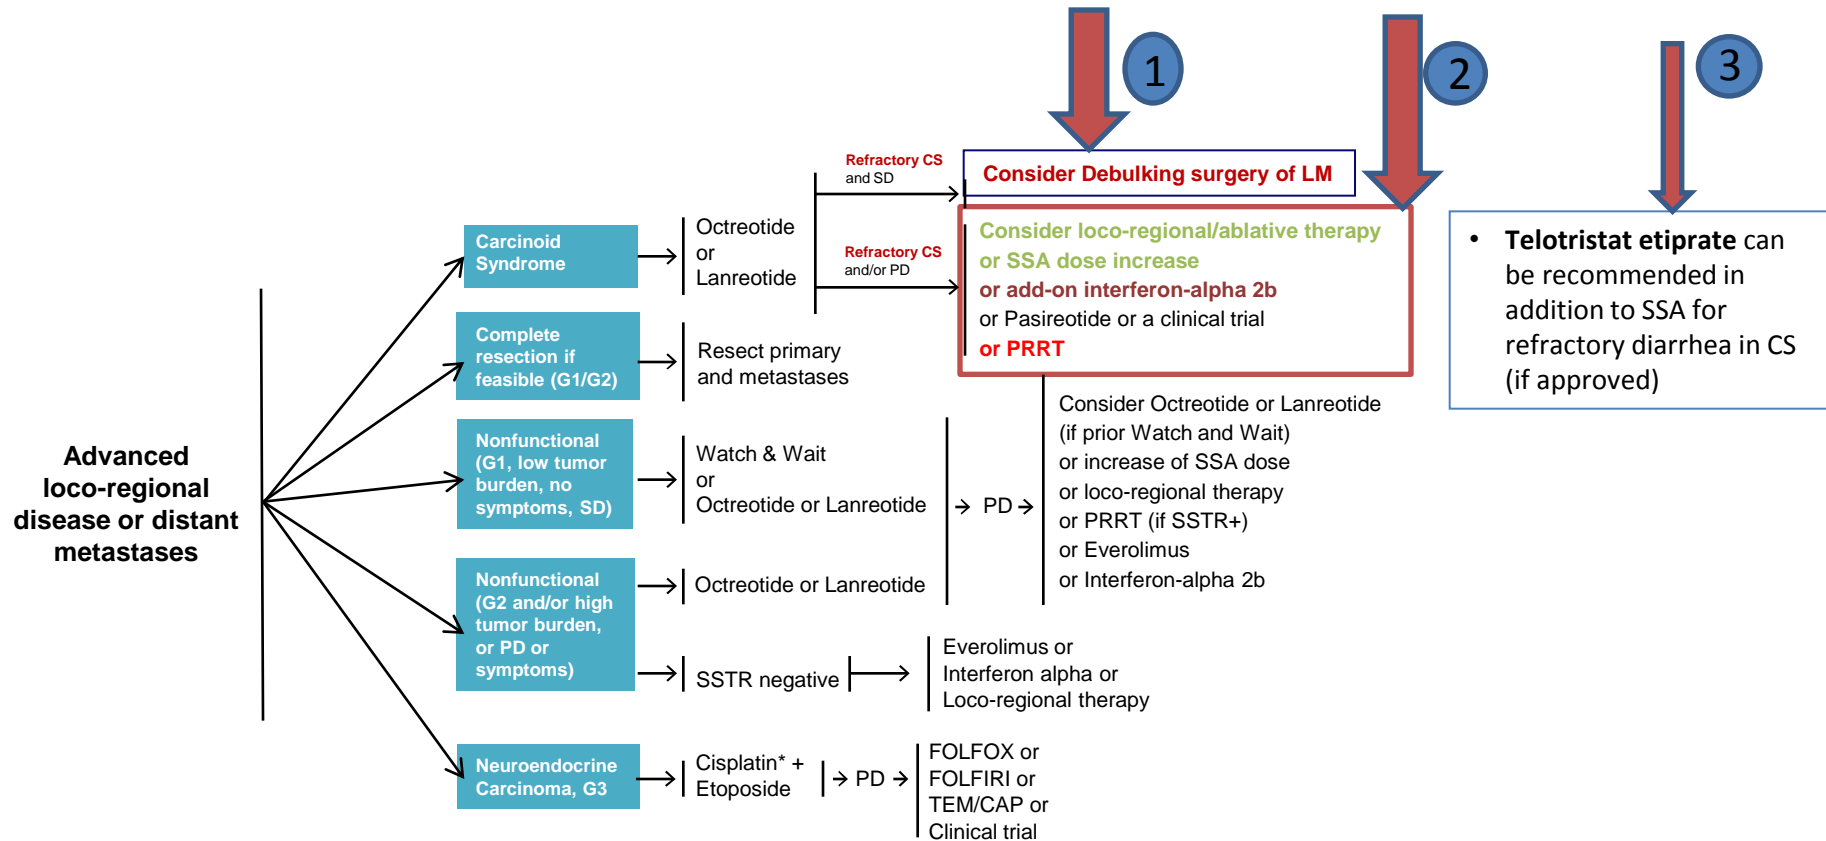 1
2
3
Refractory CS
and SD
Consider Debulking surgery of LM
Carcinoid
Syndrome
Octreotide
or
Lanreotide
Refractory CS
and/or PD
Consider loco-regional/ablative therapy
or SSA dose increase
or add-on interferon-alpha 2b
or Pasireotide or a clinical trial
or PRRT
• Telotristat etiprate can
be recommended in
addition to SSA for
refractory diarrhea in CS
(if approved)
Complete
resection if
feasible (G1/G2)
Resect primary
and metastases
Advanced
loco-regional
disease or distant
metastases
Nonfunctional
(G1, low tumor
burden, no
symptoms, SD)
Watch & Wait
or
Octreotide or Lanreotide
PD
Consider Octreotide or Lanreotide
(if prior Watch and Wait)
or increase of SSA dose
or loco-regional therapy
or PRRT (if SSTR+)
or Everolimus
or Interferon-alpha 2b
Nonfunctional
(G2 and/or high
tumor burden,
or PD or
symptoms)
Octreotide or Lanreotide
SSTR negative
Everolimus or
Interferon alpha or
Loco-regional therapy
Neuroendocrine
Carcinoma, G3
Cisplatin* +
Etoposide
PD
FOLFOX or
FOLFIRI or
TEM/CAP or
Clinical trial